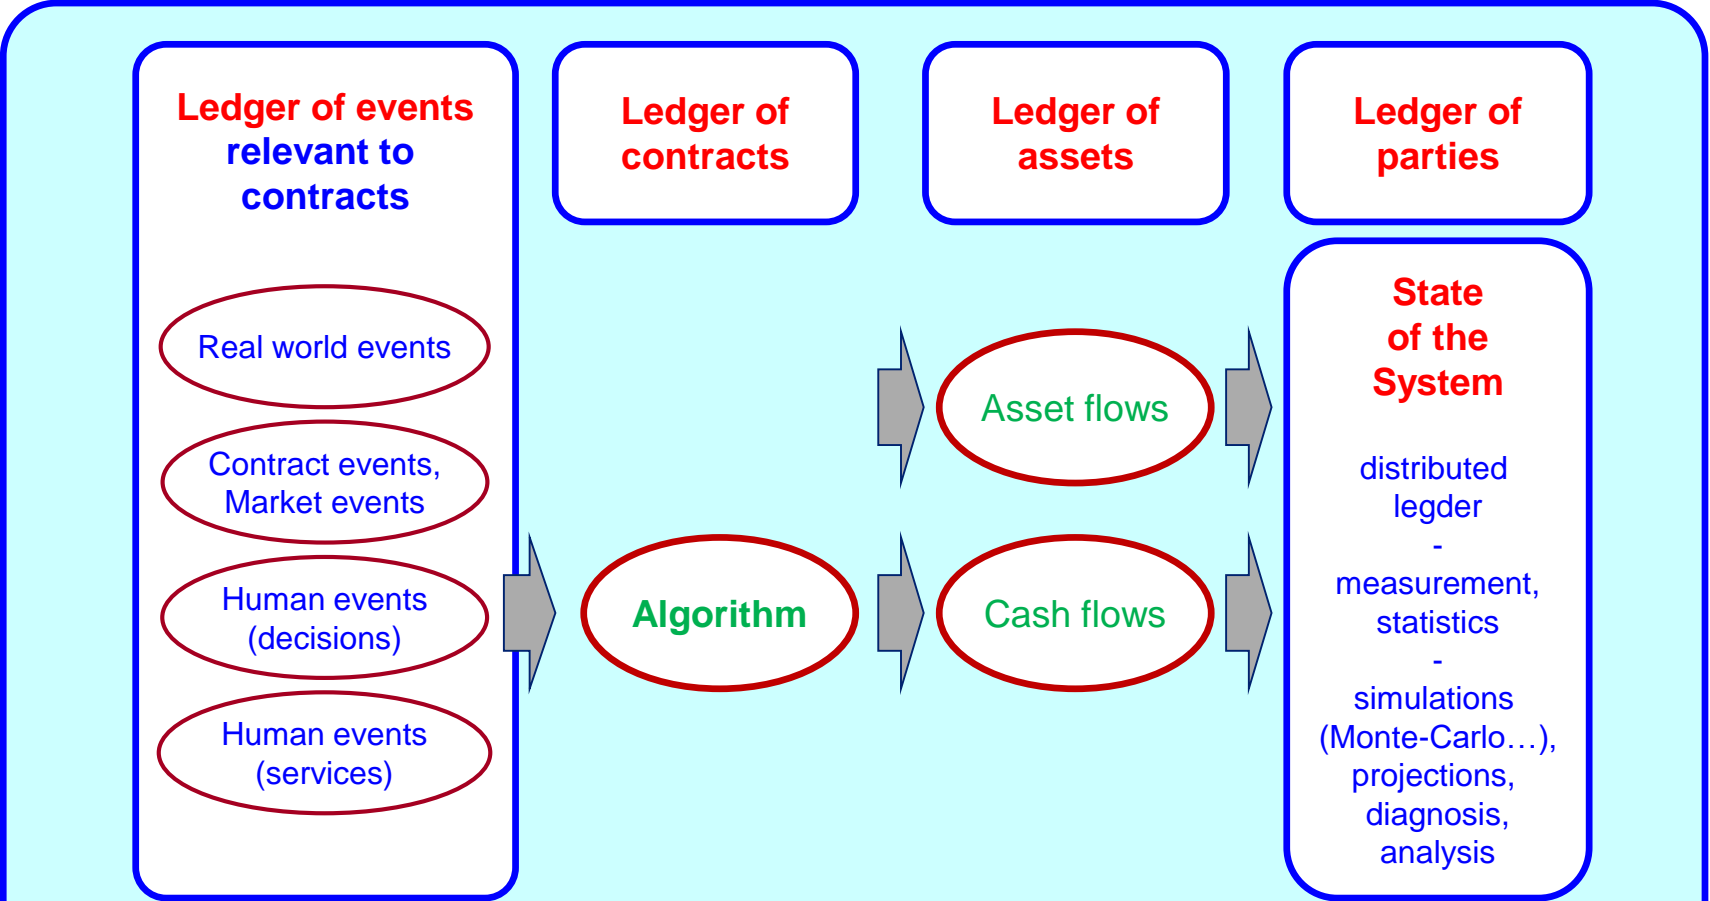 Ledger of events
relevant to
contracts
Real world events
Contract events,
Market events
Human events
(decisions)
Human events
(services)
Ledger of
contracts
Algorithm
Ledger of
assets
Asset flows
Cash flows
Ledger of
parties
State
of the
System
distributed
legder
-
measurement,
statistics
-
simulations
(Monte-Carlo…),
projections,
diagnosis,
analysis